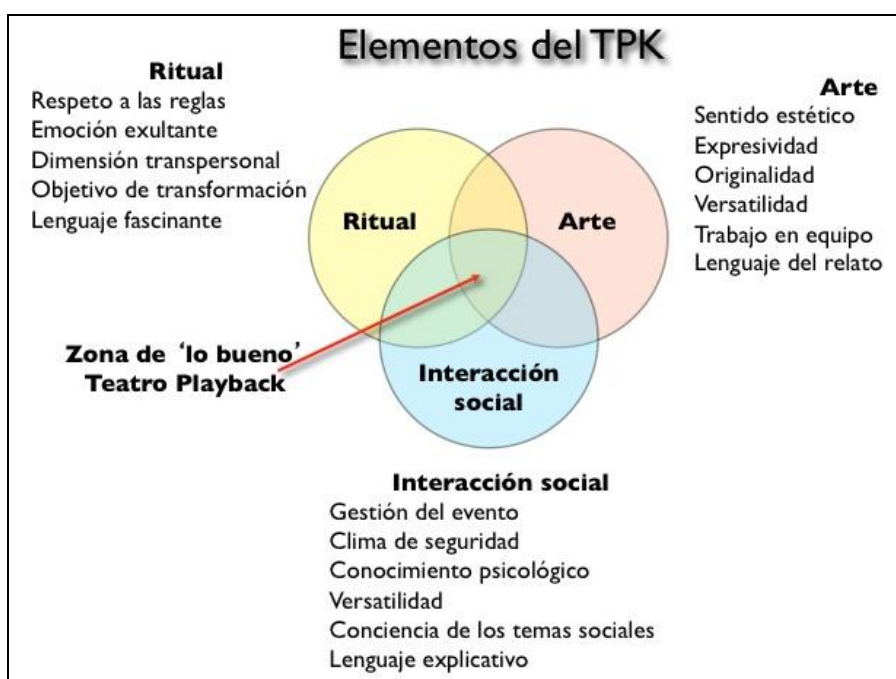 Elementos del TPK
Ritual
Respeto a las reglas
Emoción exultante
Dimensión transpersonal
Objetivo de transformación
Lenguaje fascinante
Arte
Sentido estético
Expresividad
Originalidad
Versatilidad
Trabajo en equipo
Lenguaje del relato
Ritual
Arte
Interacción
social
Zona de ‘lo bueno’
Teatro Playback
Interacción social
Gestión del evento
Clima de seguridad
Conocimiento psicológico
Versatilidad
Conciencia de los temas sociales
Lenguaje explicativo